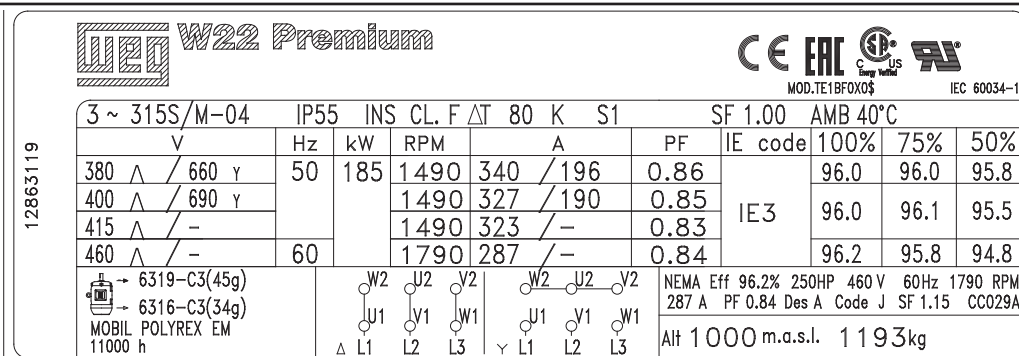 WEG W22 Premium
CE EAC CSA C US Energy Verified
MOD.TE1BF0X0$ IEC 60034-1
12863119
3 ~ 315S/M-04 IP55 INS CL. F ΔT 80 K S1 SF 1.00 AMB 40°C
V Hz kW RPM A PF IE code 100% 75% 50%
380 Δ / 660 Y 50 185 1490 340 / 196 0.86 IE3 96.0 96.0 95.8
400 Δ / 690 Y 1490 327 / 190 0.85 96.0 96.1 95.5
415 Δ / - 1490 323 / - 0.83
460 Δ / - 60 1790 287 / - 0.84 96.2 95.8 94.8
→ 6319-C3(45g)
→ 6316-C3(34g)
MOBIL POLYREX EM
11000 h
W2 U2 V2
U1 V1 W1
Δ L1 L2 L3
W2 U2 V2
U1 V1 W1
Y L1 L2 L3
NEMA Eff 96.2% 250HP 460 V 60Hz 1790 RPM
287 A PF 0.84 Des A Code J SF 1.15 CC029A
Alt 1000 m.a.s.l. 1193kg